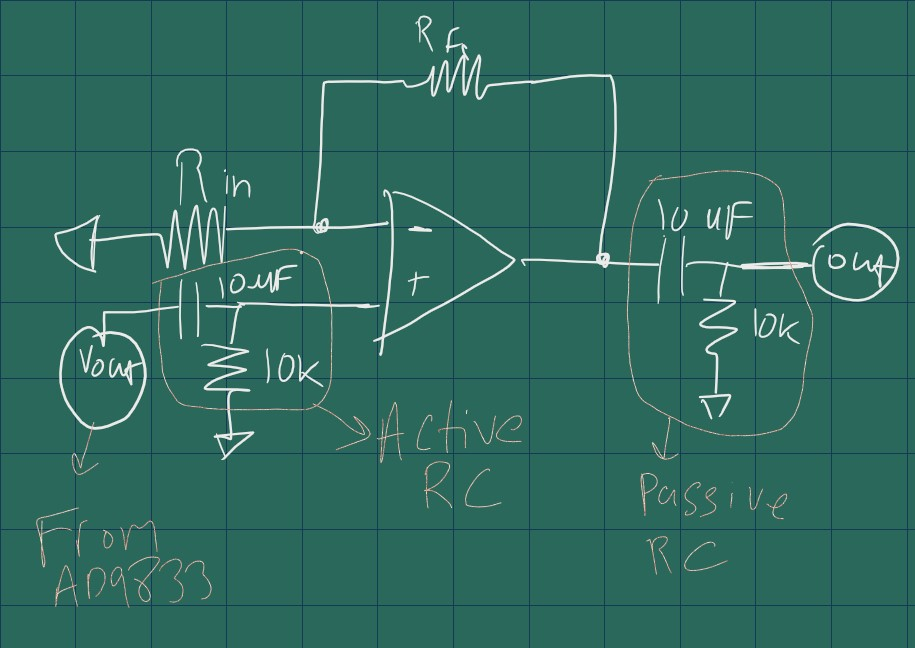 RF
Rin
10 uF
-
10uF
+
out
10k
Vout
10k
Active
RC
Passive
RC
From
AD9833